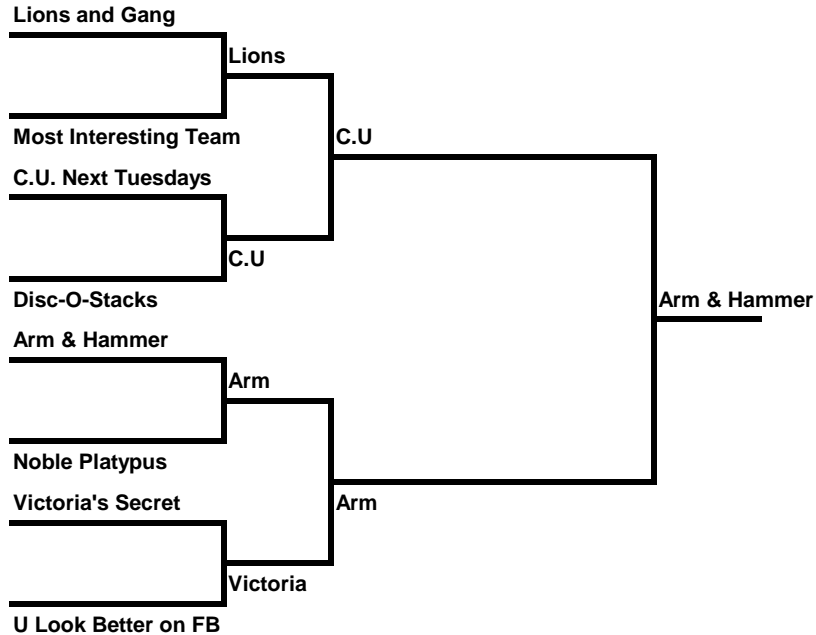 Lions and Gang
Lions
Most Interesting Team
C.U
C.U. Next Tuesdays
C.U
Disc-O-Stacks
Arm & Hammer
Arm & Hammer
Arm
Noble Platypus
Victoria's Secret
Arm
Victoria
U Look Better on FB